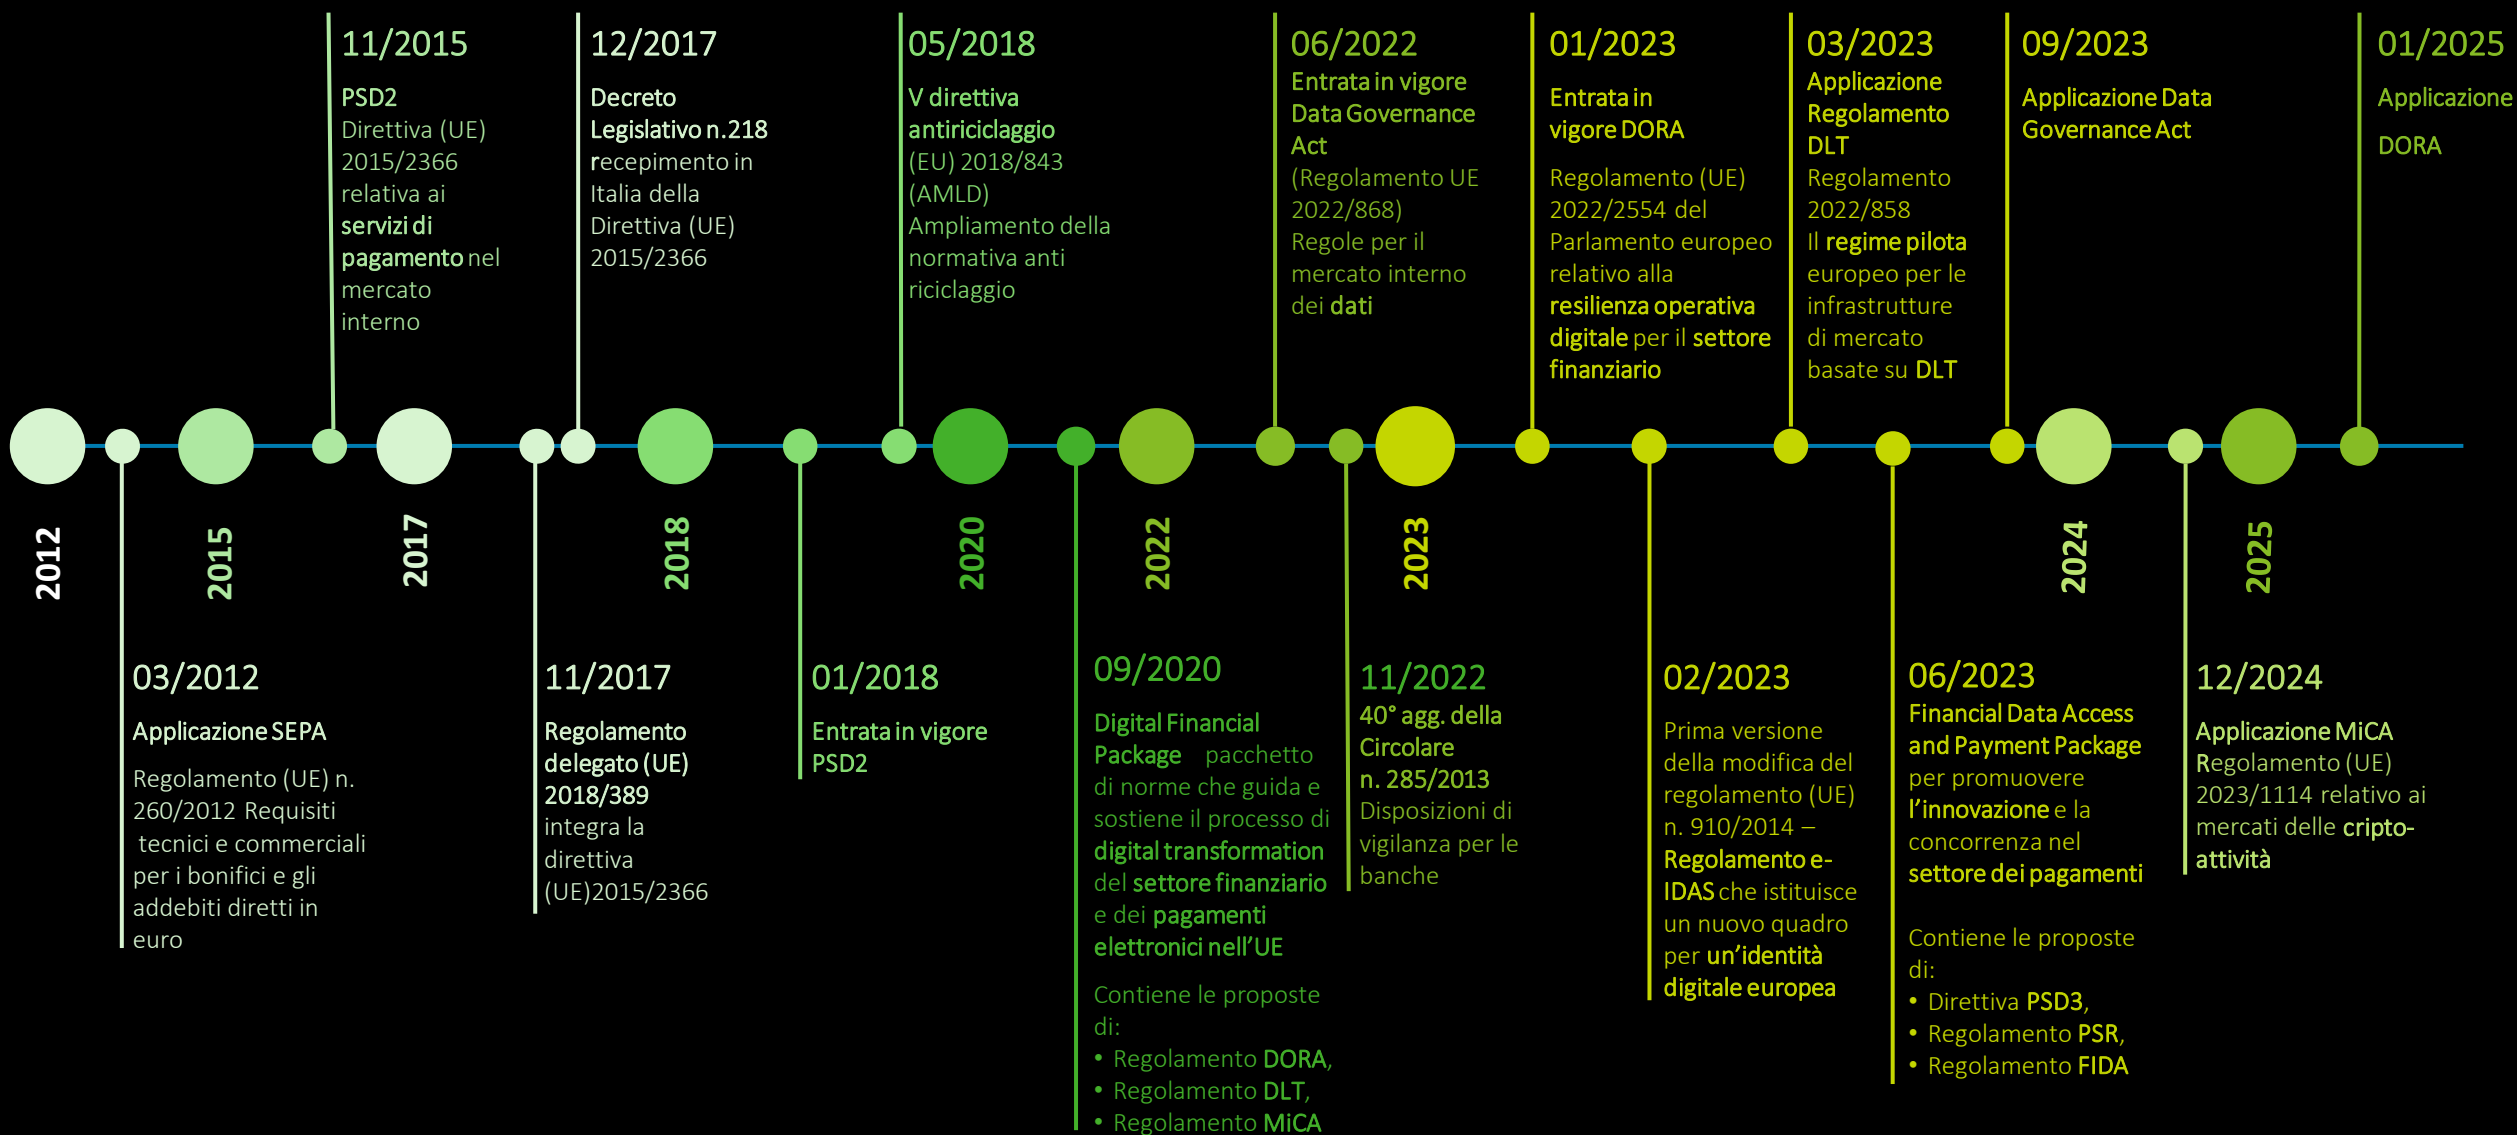 11/2015
PSD2
Direttiva (UE)
2015/2366
relativa ai
servizi di
pagamento nel
mercato
interno
12/2017
Decreto
Legislativo n.218
recepimento in
Italia della
Direttiva (UE)
2015/2366
05/2018
V direttiva
antiriciclaggio
(EU) 2018/843
(AMLD)
Ampliamento della
normativa anti
riciclaggio
06/2022
Entrata in vigore
Data Governance
Act
(Regolamento UE
2022/868)
Regole per il
mercato interno
dei dati
01/2023
Entrata in
vigore DORA
Regolamento (UE)
2022/2554 del
Parlamento europeo
relativo alla
resilienza operativa
digitale per il settore
finanziario
03/2023
Applicazione
Regolamento
DLT
Regolamento
2022/858
Il regime pilota
europeo per le
infrastrutture
di mercato
basate su DLT
09/2023
Applicazione Data
Governance Act
01/2025
Applicazione
DORA
2012
2015
2017
2018
2020
2022
2023
2024
2025
03/2012
Applicazione SEPA
Regolamento (UE) n.
260/2012 Requisiti
tecnici e commerciali
per i bonifici e gli
addebiti diretti in
euro
11/2017
Regolamento
delegato (UE)
2018/389
integra la
direttiva
(UE)2015/2366
01/2018
Entrata in vigore
PSD2
09/2020
Digital Financial
Package pacchetto
di norme che guida e
sostiene il processo di
digital transformation
del settore finanziario
e dei pagamenti
elettronici nell’UE
Contiene le proposte
di:
• Regolamento DORA,
• Regolamento DLT,
• Regolamento MiCA
11/2022
40° agg. della
Circolare
n. 285/2013
Disposizioni di
vigilanza per le
banche
02/2023
Prima versione
della modifica del
regolamento (UE)
n. 910/2014 –
Regolamento e-
IDAS che istituisce
un nuovo quadro
per un’identità
digitale europea
06/2023
Financial Data Access
and Payment Package
per promuovere
l’innovazione e la
concorrenza nel
settore dei pagamenti
Contiene le proposte
di:
• Direttiva PSD3,
• Regolamento PSR,
• Regolamento FIDA
12/2024
Applicazione MiCA
Regolamento (UE)
2023/1114 relativo ai
mercati delle cripto-
attività